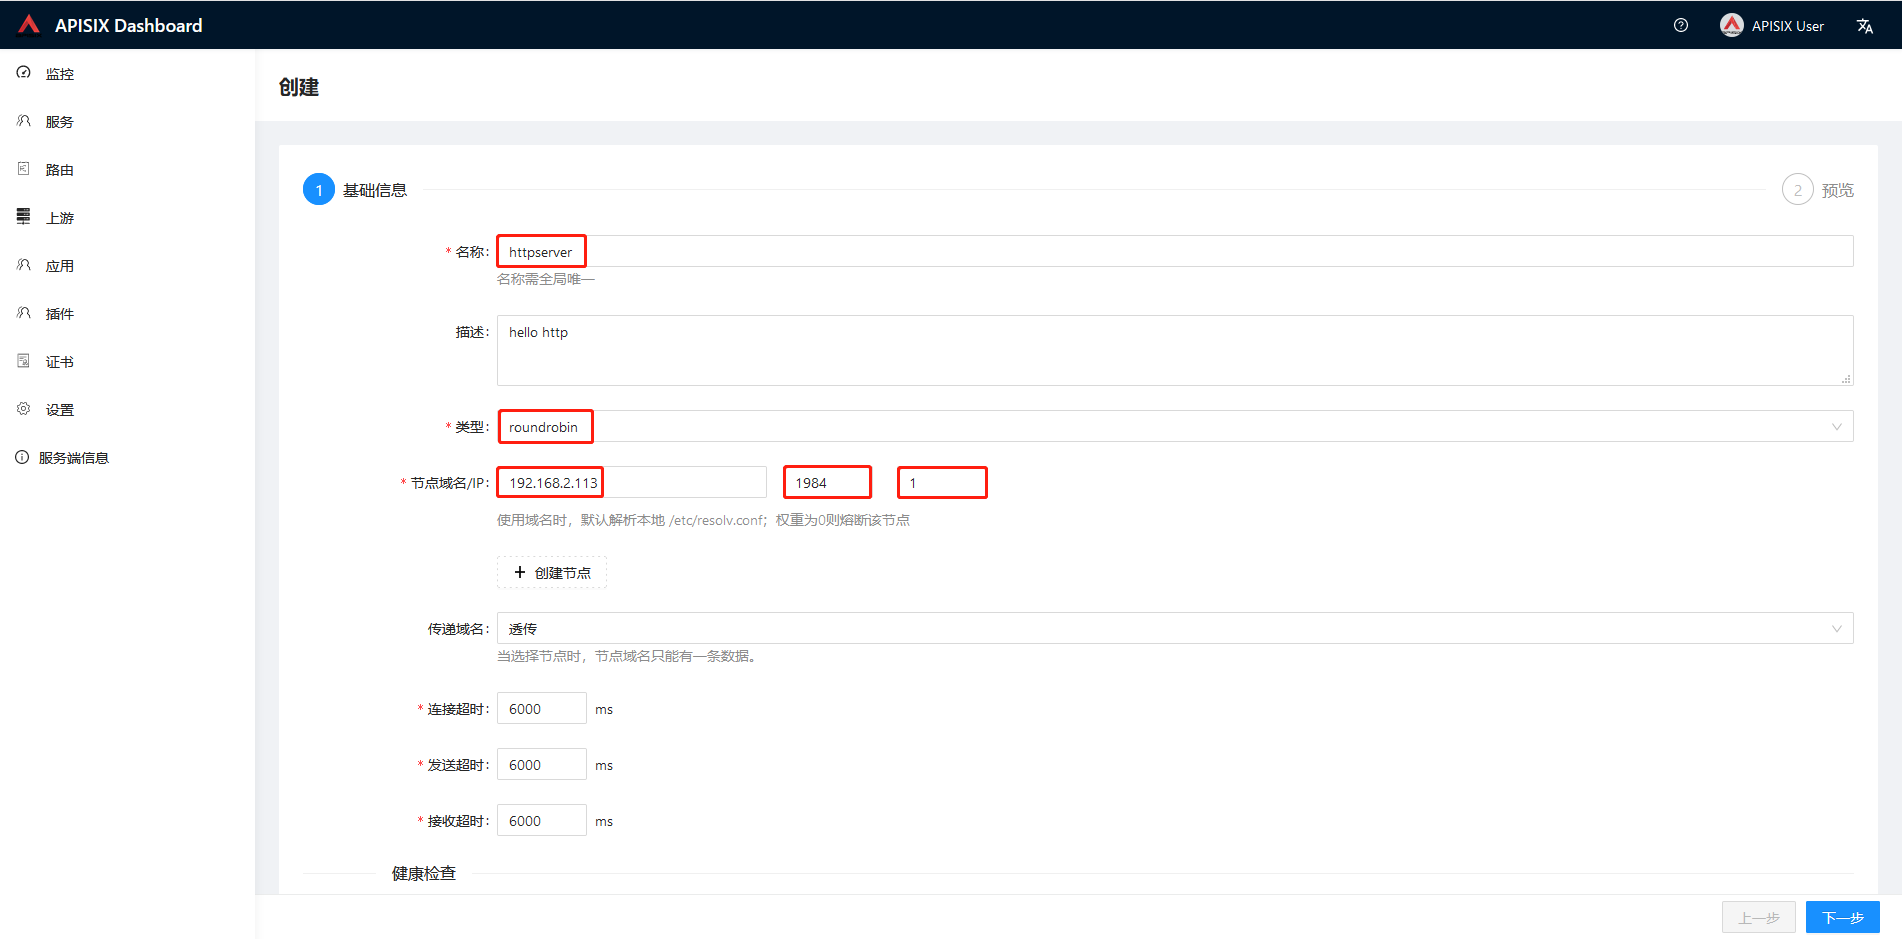 APISIX Dashboard
APISIX User
监控
服务
路由
上游
应用
插件
证书
设置
服务端信息
创建
1 基础信息
2 预览
* 名称: httpserver
名称需全局唯一
描述: hello http
* 类型: roundrobin
* 节点域名/IP: 192.168.2.113 1984 1
使用域名时，默认解析本地 /etc/resolv.conf；权重为0则熔断该节点
+ 创建节点
传递域名: 透传
当选择节点时，节点域名只能有一条数据。
* 连接超时: 6000 ms
* 发送超时: 6000 ms
* 接收超时: 6000 ms
健康检查
上一步 下一步